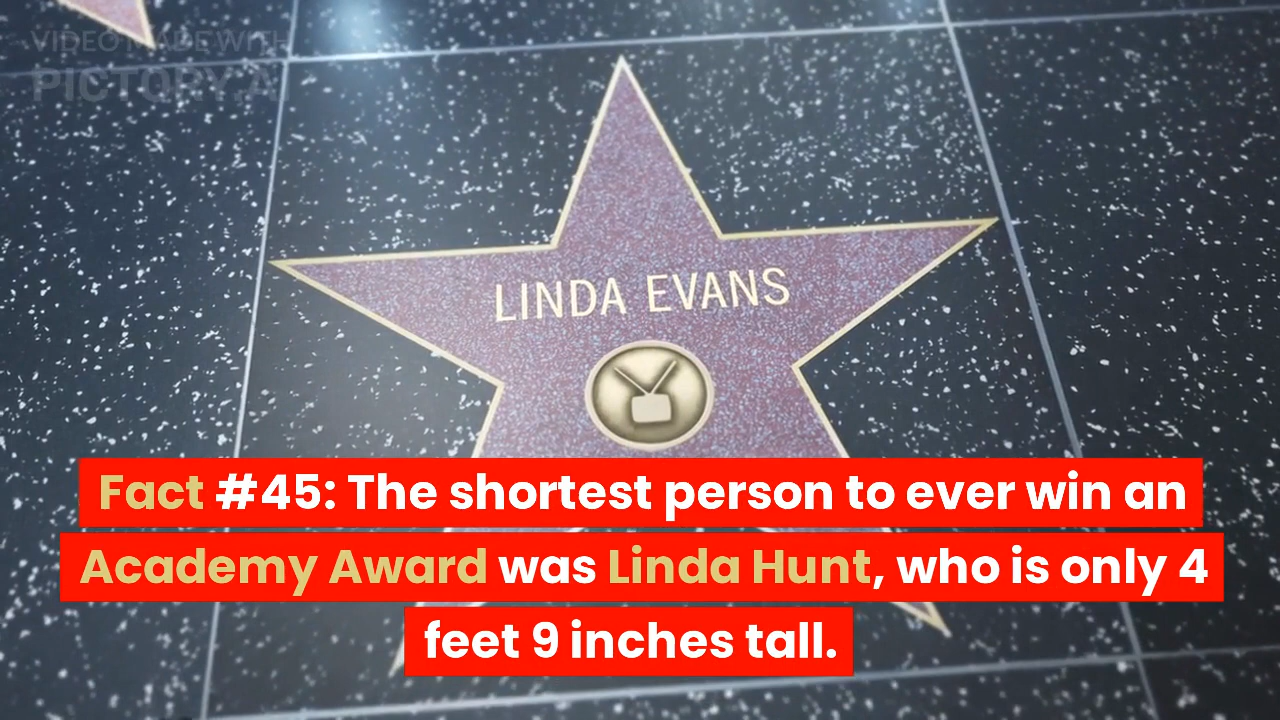 VIDEO MADE WITH
PICTORY.AI
LINDA EVANS
Fact #45: The shortest person to ever win an
Academy Award was Linda Hunt, who is only 4
feet 9 inches tall.